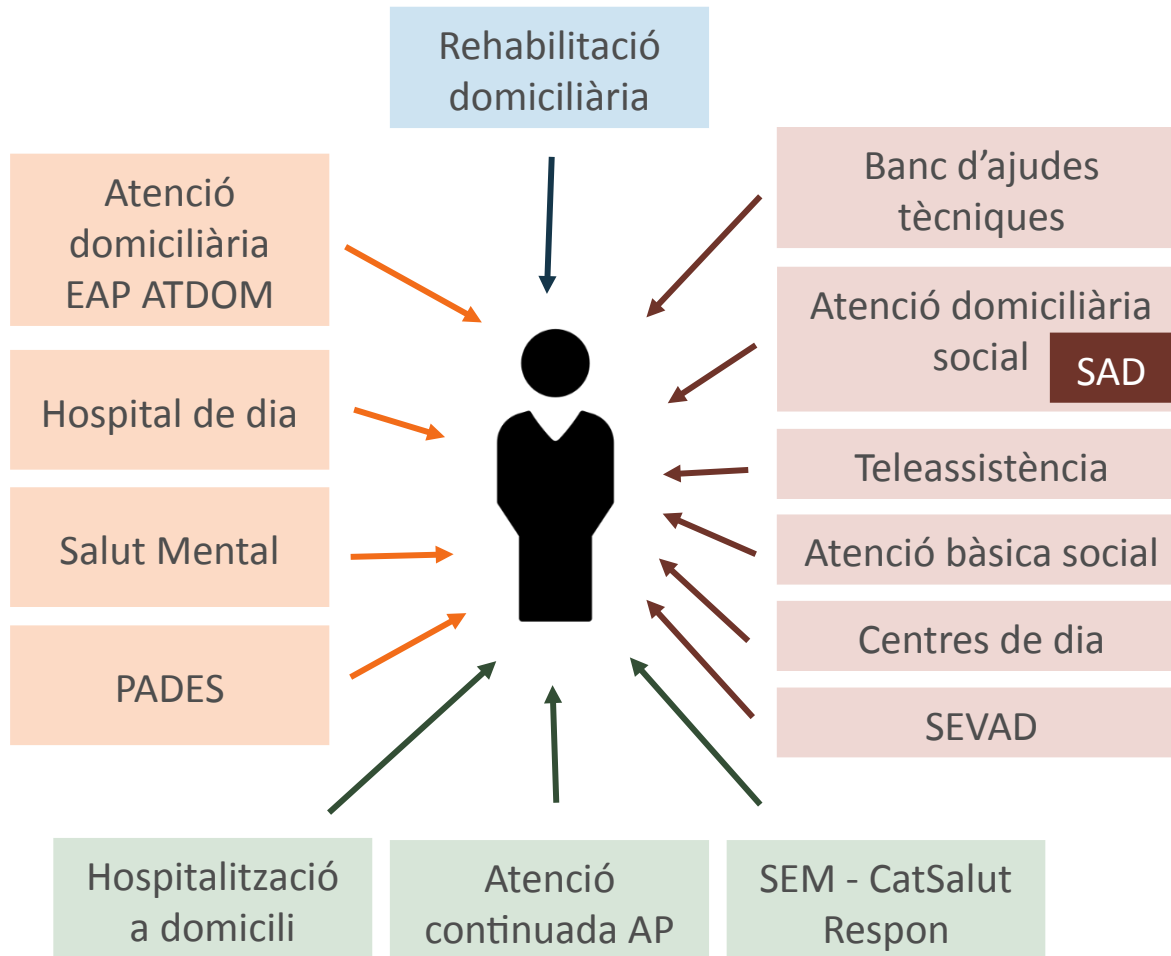 Rehabilitació
domiciliària
Atenció
domiciliària
EAP ATDOM
Hospital de dia
Salut Mental
PADES
Banc d’ajudes
tècniques
Atenció domiciliària
social
SAD
Teleassistència
Atenció bàsica social
Centres de dia
SEVAD
Hospitalització
a domicili
Atenció
continuada AP
SEM - CatSalut
Respon